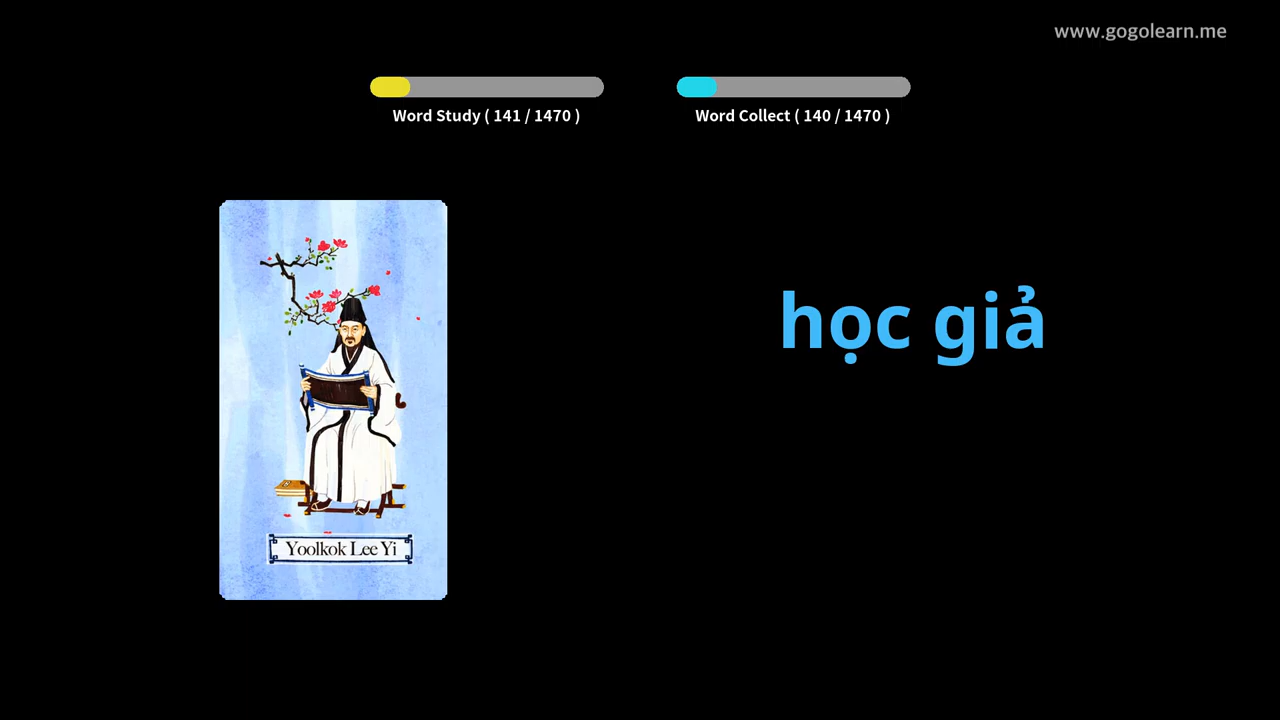 www.gogolearn.me
Word Study ( 141 / 1470 )
Word Collect ( 140 / 1470 )
học giả
Yoolkok Lee Yi